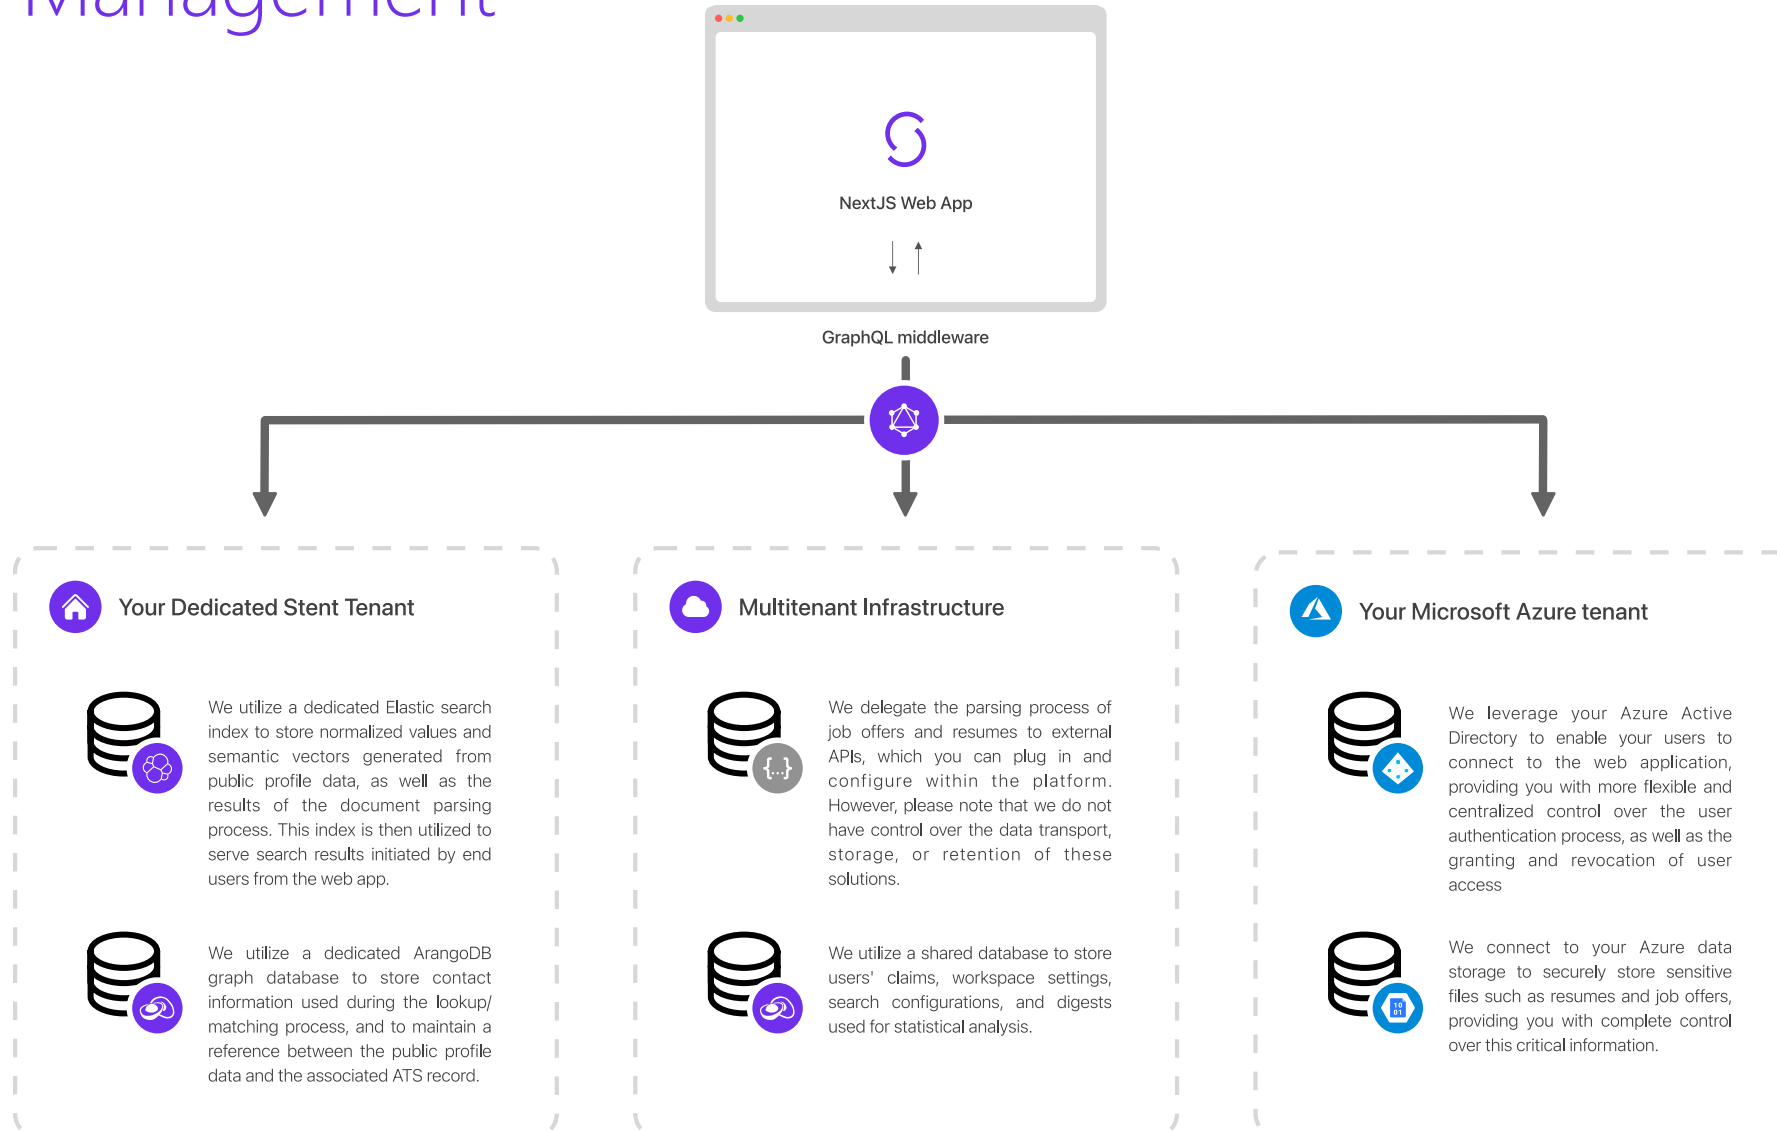 Management
NextJS Web App
GraphQL middleware
Your Dedicated Stent Tenant
We utilize a dedicated Elastic search
index to store normalized values and
semantic vectors generated from
public profile data, as well as the
results of the document parsing
process. This index is then utilized to
serve search results initiated by end
users from the web app.
We utilize a dedicated ArangoDB
graph database to store contact
information used during the lookup/
matching process, and to maintain a
reference between the public profile
data and the associated ATS record.
Multitenant Infrastructure
{...}
We delegate the parsing process of
job offers and resumes to external
APIs, which you can plug in and
configure within the platform.
However, please note that we do not
have control over the data transport,
storage, or retention of these
solutions.
We utilize a shared database to store
users' claims, workspace settings,
search configurations, and digests
used for statistical analysis.
Your Microsoft Azure tenant
We leverage your Azure Active
Directory to enable your users to
connect to the web application,
providing you with more flexible and
centralized control over the user
authentication process, as well as the
granting and revocation of user
access
10
01
We connect to your Azure data
storage to securely store sensitive
files such as resumes and job offers,
providing you with complete control
over this critical information.